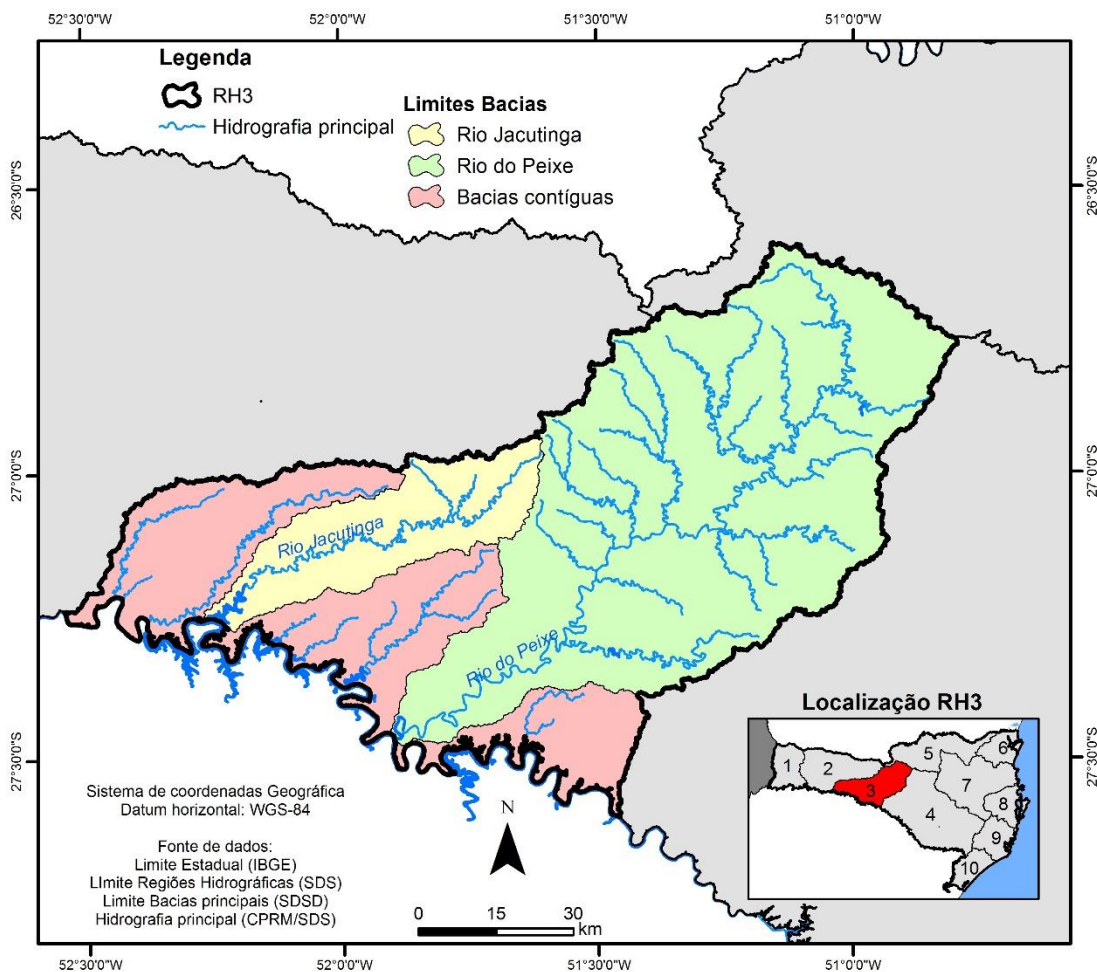 52°30'0"W
52°0'0"W
51°30'0"W
51°0'0"W
Legenda
RH3
Hidrografia principal
Limites Bacias
Rio Jacutinga
Rio do Peixe
Bacias contíguas
26°30'0"S
26°30'0"S
27°0'0"S
27°0'0"S
27°30'0"S
27°30'0"S
Rio Jacutinga
Rio do Peixe
Localização RH3
1
2
3
4
5
6
7
8
9
10
Sistema de coordenadas Geográfica
Datum horizontal: WGS-84
Fonte de dados:
Limite Estadual (IBGE)
LImite Regiões Hidrográficas (SDS)
Limite Bacias principais (SDSD)
Hidrografia principal (CPRM/SDS)
N
0 15 30
km
52°30'0"W
52°0'0"W
51°30'0"W
51°0'0"W